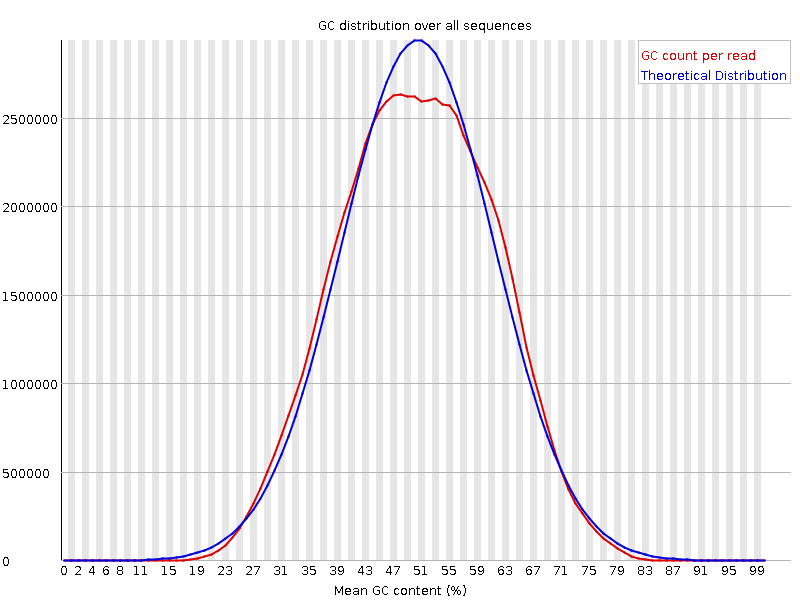 GC distribution over all sequences
GC count per read
Theoretical Distribution
2500000
2000000
1500000
1000000
500000
0
0 2 4 6 8 11 15 19 23 27 31 35 39 43 47 51 55 59 63 67 71 75 79 83 87 91 95 99
Mean GC content (%)